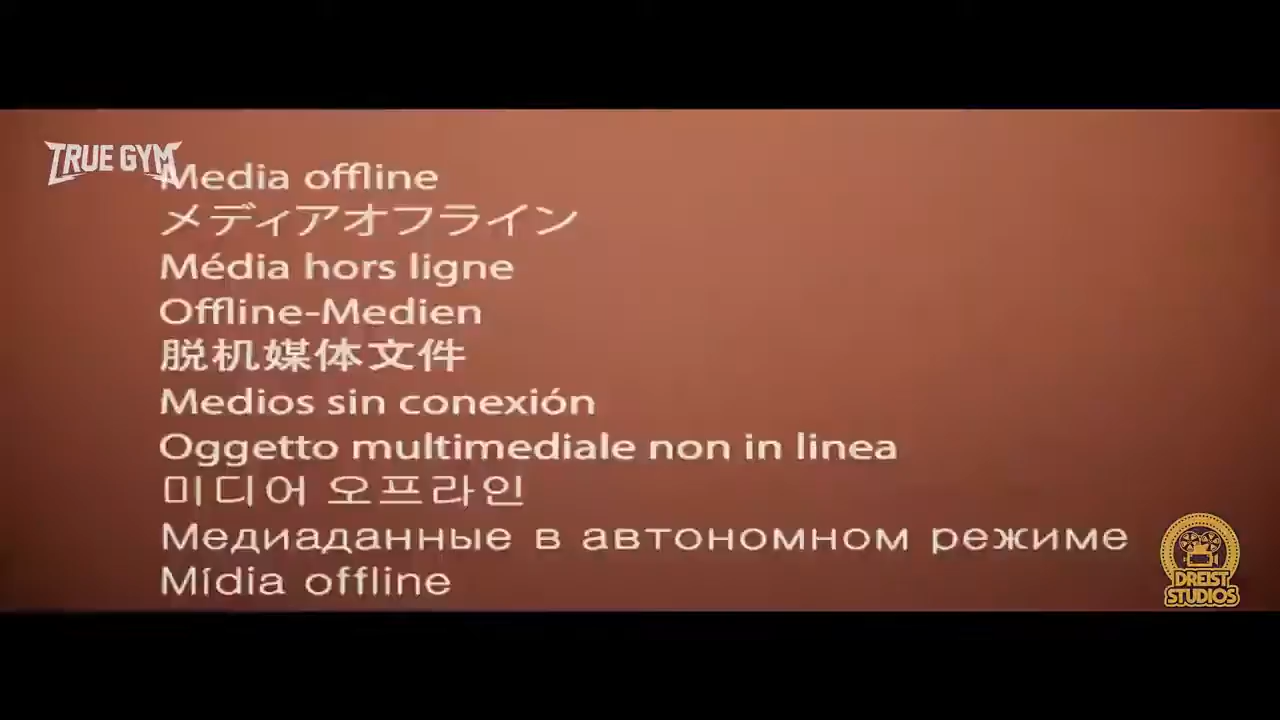 TRUE GYM
Media offline
メディアオフライン
Média hors ligne
Offline-Medien
脱机媒体文件
Medios sin conexión
Oggetto multimediale non in linea
미디어 오프라인
Медиаданные в автономном режиме
Mídia offline
DREIST
STUDIOS